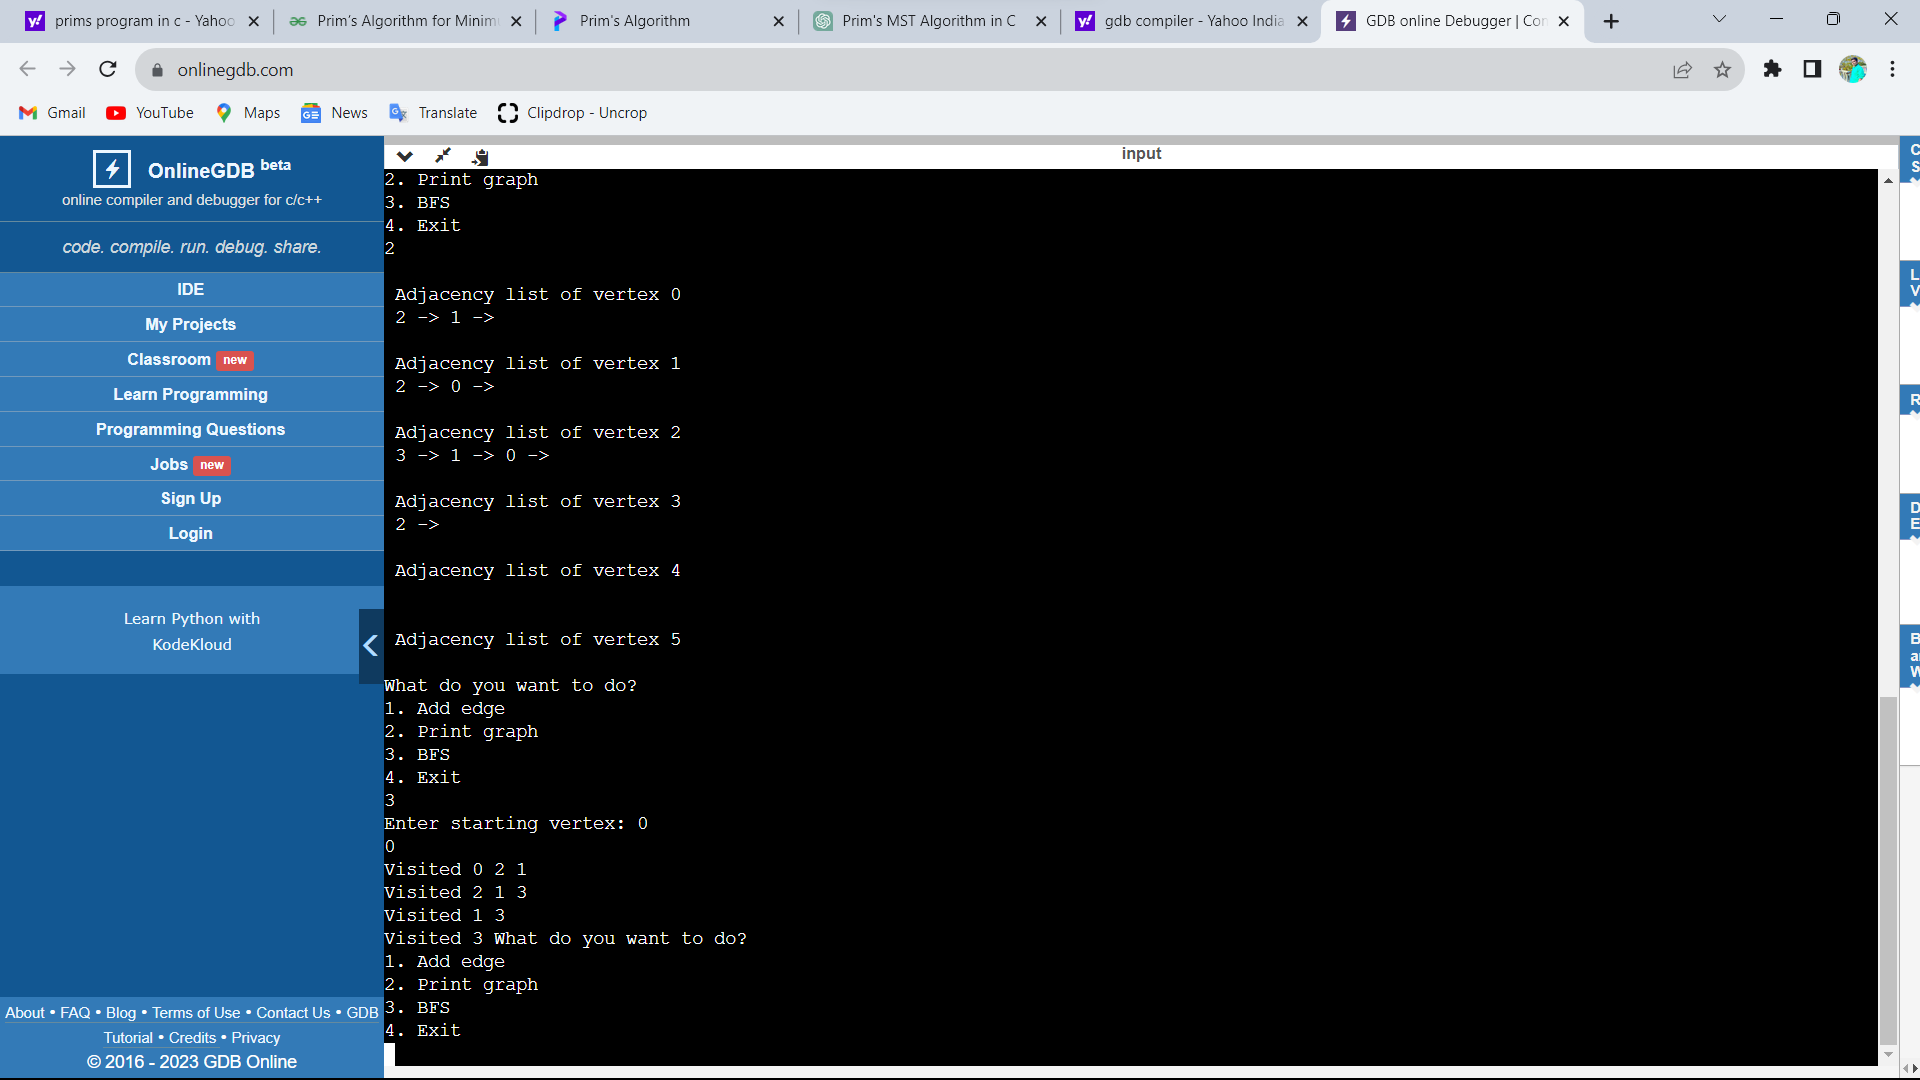 prims program in c - Yahoo
Prim's Algorithm for Minim
Prim's Algorithm
Prim's MST Algorithm in C
gdb compiler - Yahoo India
GDB online Debugger | Con
onlinegdb.com
Gmail
YouTube
Maps
News
Translate
Clipdrop - Uncrop
OnlineGDB beta
online compiler and debugger for c/c++
code. compile. run. debug. share.
IDE
My Projects
Classroom new
Learn Programming
Programming Questions
Jobs new
Sign Up
Login
Learn Python with
KodeKloud
About • FAQ • Blog • Terms of Use • Contact Us • GDB
Tutorial • Credits • Privacy
© 2016 - 2023 GDB Online
input
2. Print graph
3. BFS
4. Exit
2
Adjacency list of vertex 0
2 -> 1 ->
Adjacency list of vertex 1
2 -> 0 ->
Adjacency list of vertex 2
3 -> 1 -> 0 ->
Adjacency list of vertex 3
2 ->
Adjacency list of vertex 4
Adjacency list of vertex 5
What do you want to do?
1. Add edge
2. Print graph
3. BFS
4. Exit
3
Enter starting vertex: 0
0
Visited 0 2 1
Visited 2 1 3
Visited 1 3
Visited 3 What do you want to do?
1. Add edge
2. Print graph
3. BFS
4. Exit